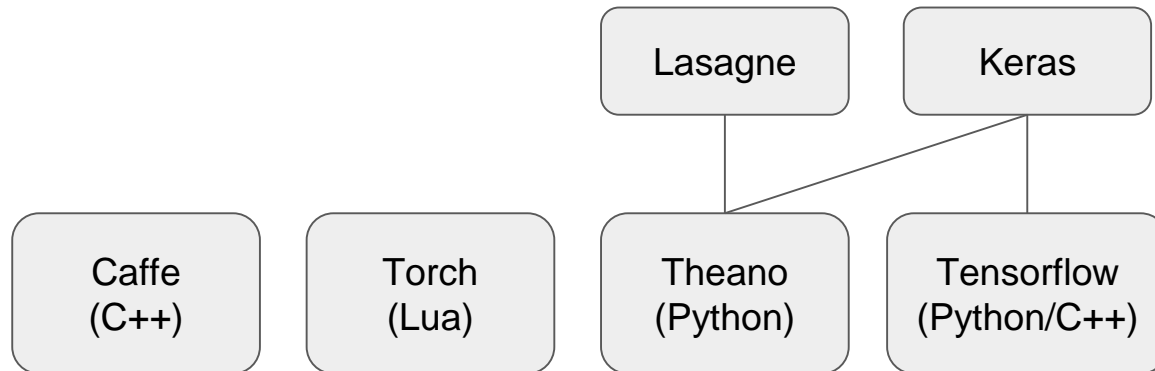 Lasagne
Keras
Caffe
(C++)
Torch
(Lua)
Theano
(Python)
Tensorflow
(Python/C++)